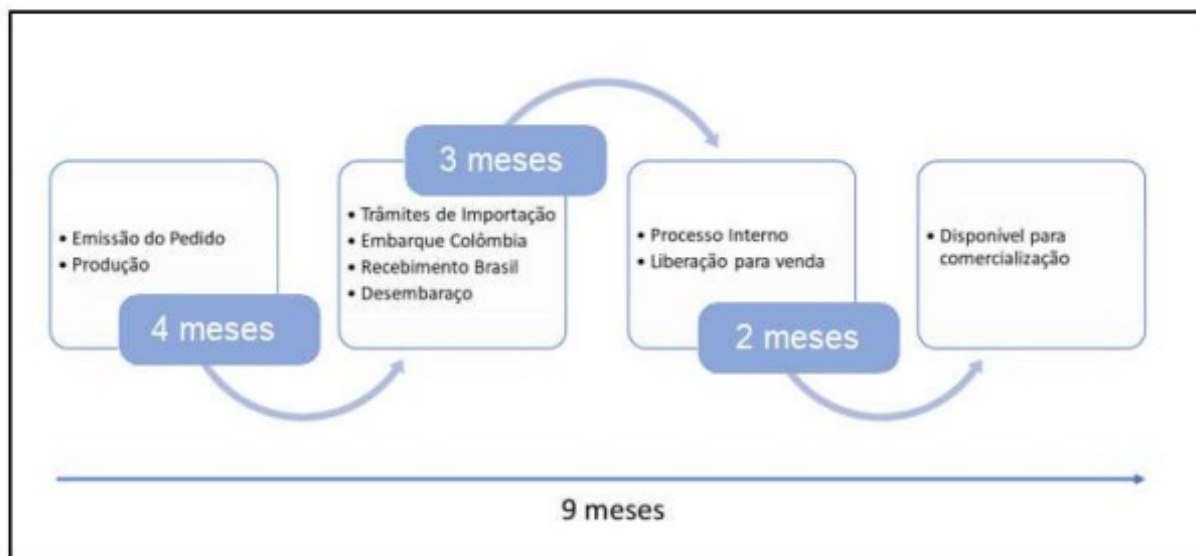 • Emissão do Pedido
• Produção
4 meses
3 meses
• Trâmites de Importação
• Embarque Colômbia
• Recebimento Brasil
• Desembaraço
• Processo Interno
• Liberação para venda
2 meses
• Disponível para
comercialização
9 meses